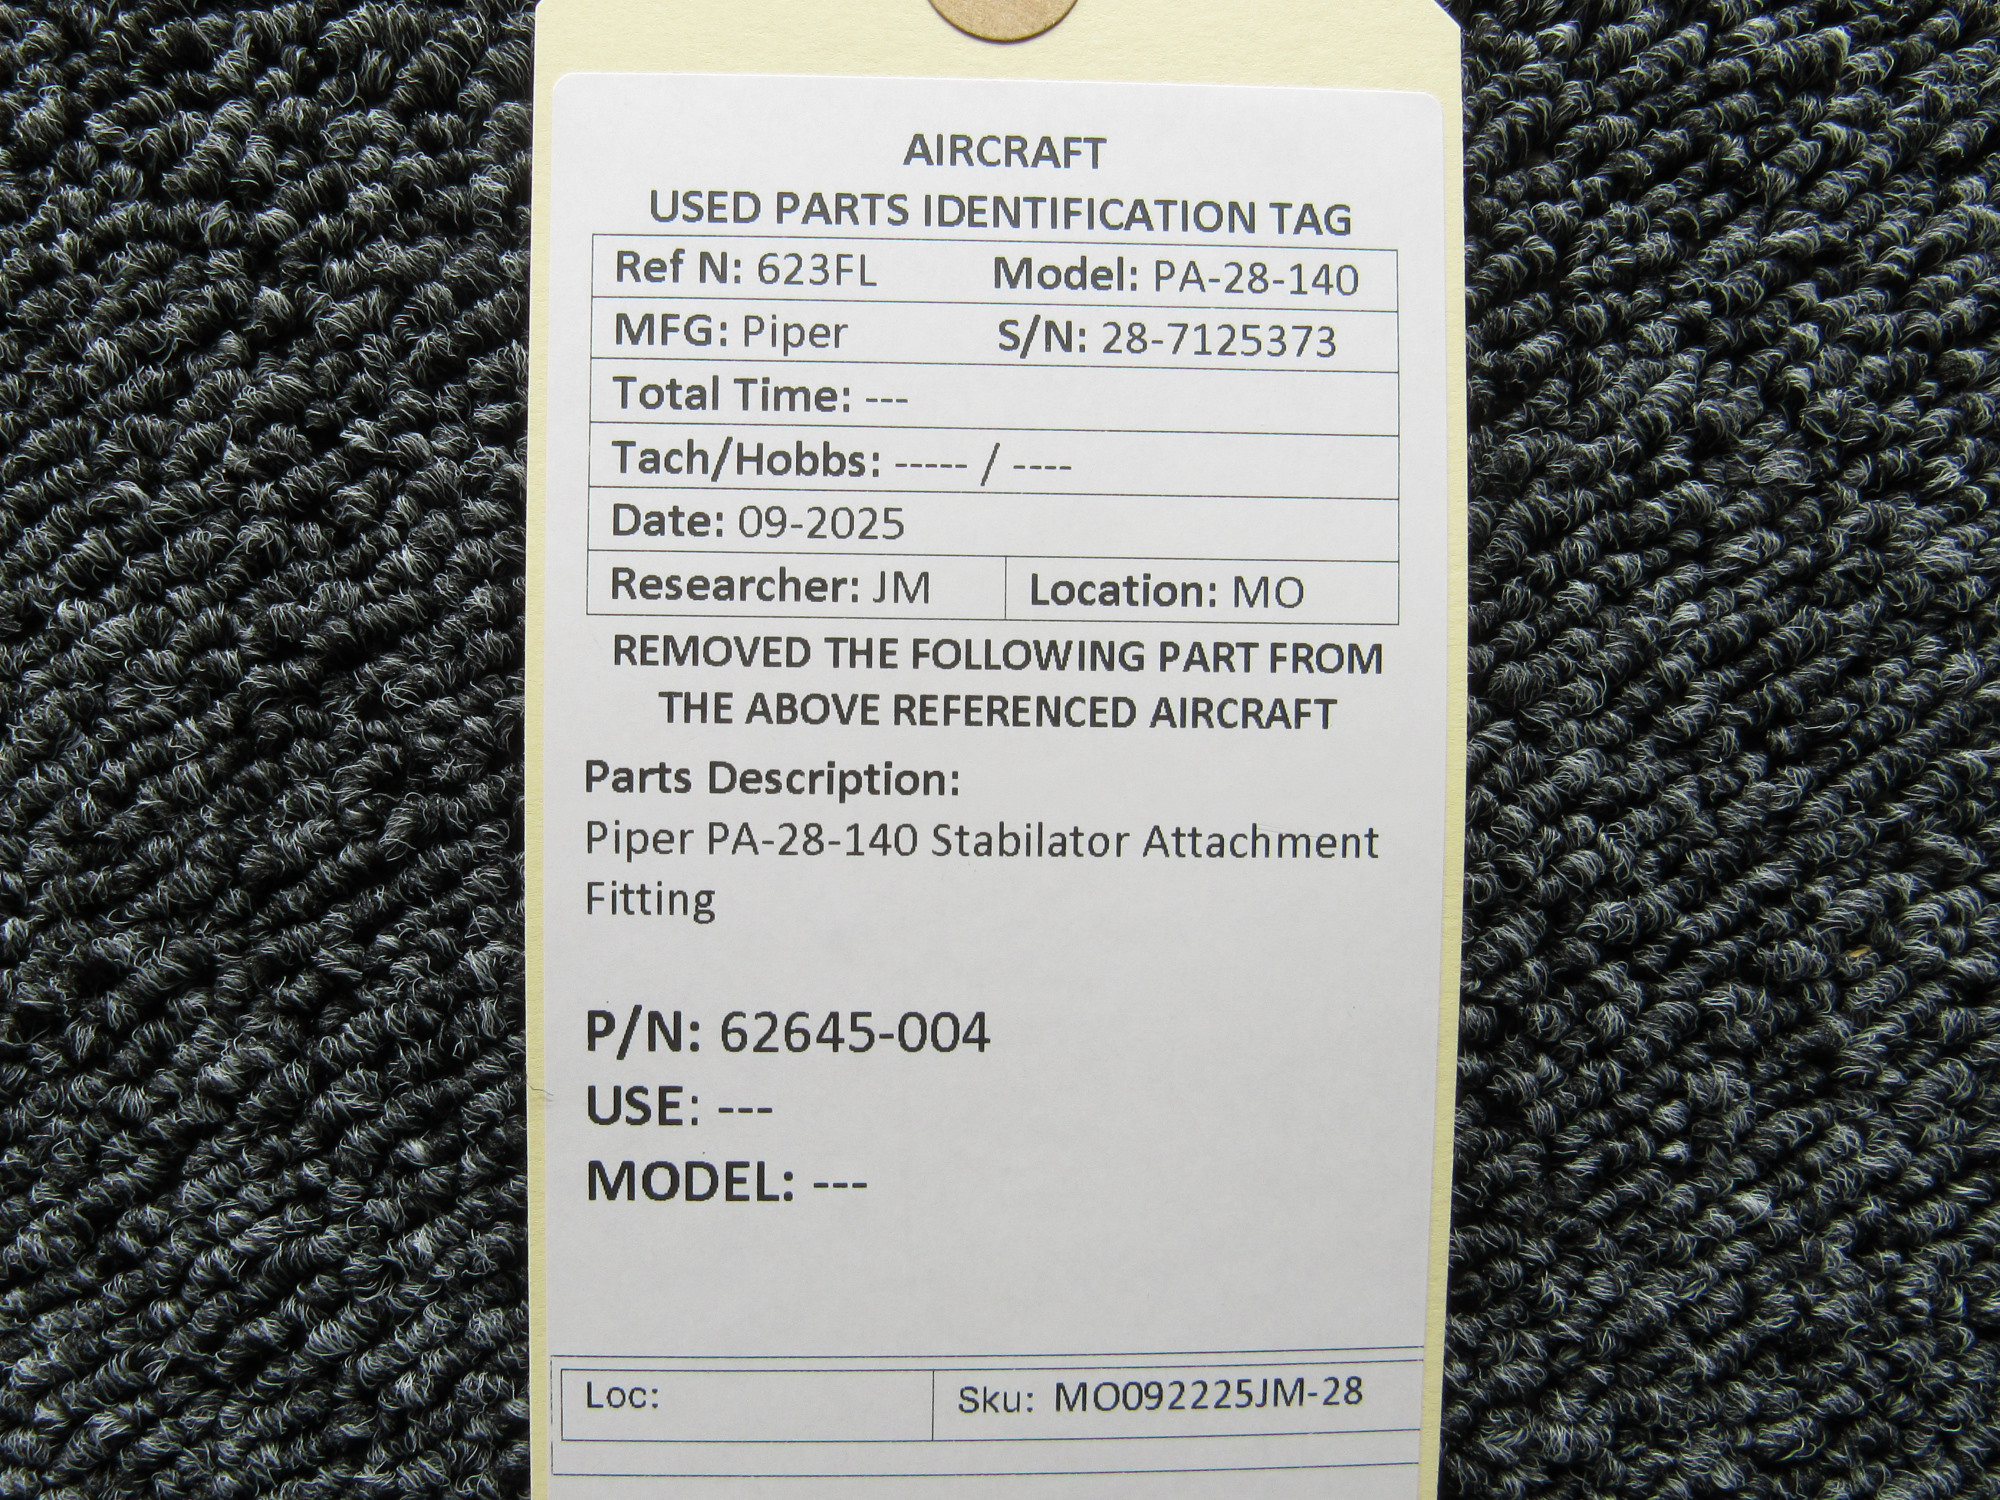 AIRCRAFT
USED PARTS IDENTIFICATION TAG
Ref N: 623FL Model: PA-28-140
MFG: Piper S/N: 28-7125373
Total Time: ---
Tach/Hobbs: ----- / ----
Date: 09-2025
Researcher: JM Location: MO
REMOVED THE FOLLOWING PART FROM
THE ABOVE REFERENCED AIRCRAFT
Parts Description:
Piper PA-28-140 Stabilator Attachment
Fitting
P/N: 62645-004
USE: ---
MODEL: ---
Loc: Sku: MO092225JM-28